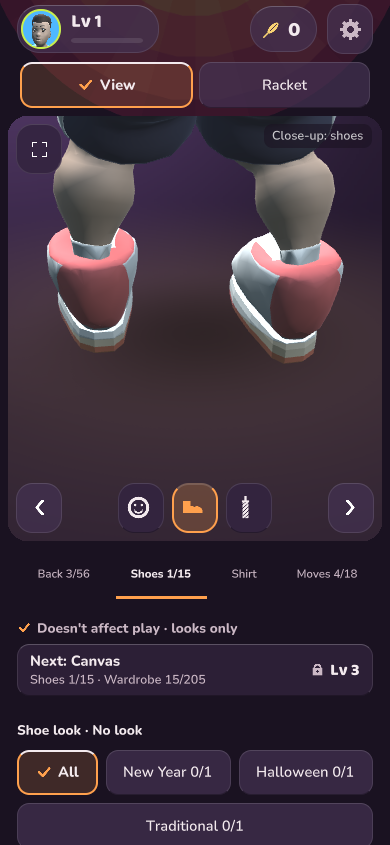 Lv 1
0
View
Racket
Close-up: shoes
Back 3/56
Shoes 1/15
Shirt
Moves 4/18
Doesn't affect play · looks only
Next: Canvas
Shoes 1/15 · Wardrobe 15/205
Lv 3
Shoe look · No look
All
New Year 0/1
Halloween 0/1
Traditional 0/1